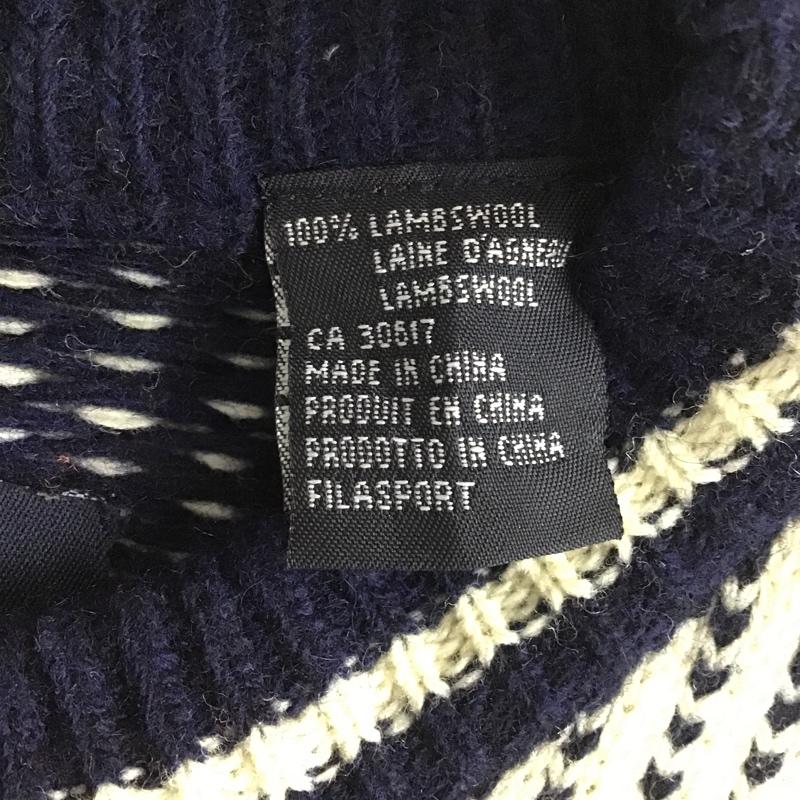 100% LAMBSWOOL
LAINE D'AGNEAU
LAMBSWOOL
CA 30617
MADE IN CHINA
PRODUIT EN CHINA
PRODOTTO IN CHINA
FILASPORT